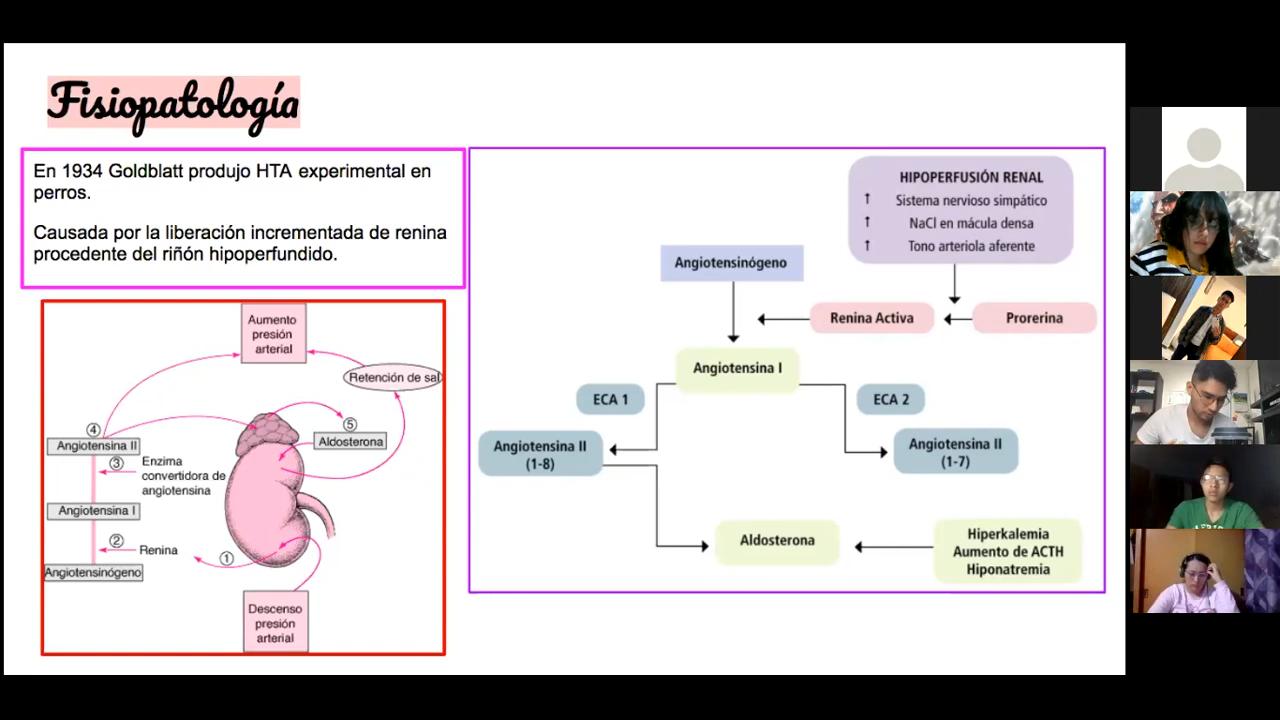 Fisiopatología
En 1934 Goldblatt produjo HTA experimental en
perros.
Causada por la liberación incrementada de renina
procedente del riñón hipoperfundido.
Aumento
presión
arterial
Retención de sal
⑤
Aldosterona
④
Angiotensina II
③
Enzima
convertidora de
angiotensina
Angiotensina I
②
Renina
①
Angiotensinógeno
Descenso
presión
arterial
HIPOPERFUSIÓN RENAL
↑ Sistema nervioso simpático
↑ NaCl en mácula densa
↑ Tono arteriola aferente
Angiotensinógeno
Renina Activa
Prorerina
Angiotensina I
ECA 1
ECA 2
Angiotensina II
(1-8)
Angiotensina II
(1-7)
Aldosterona
Hiperkalemia
Aumento de ACTH
Hiponatremia